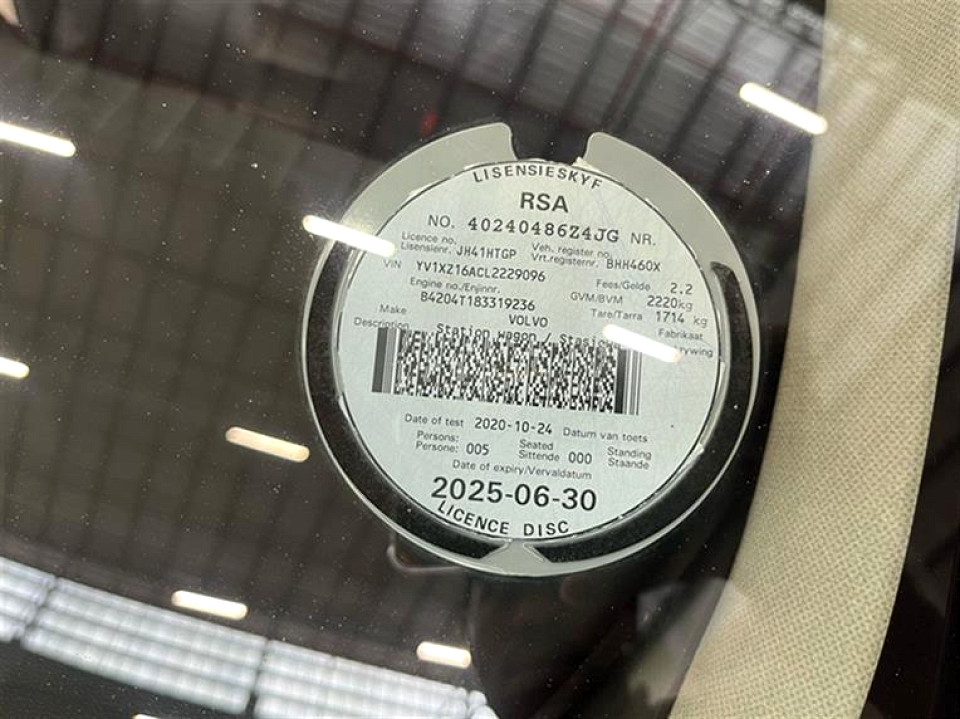 LISENSIESKYF
RSA
NO. 40240486Z4JG NR.
Licence no. Veh. register no.
Lisensienr. JH41HTGP Vrt.registernr. BHH460X
VIN YV1XZ16ACL2229096 Fees/Gelde 2.2
Engine no./Enjinnr. GVM/BVM 2220kg
B4204T183319236 Tare/Tarra 1714 kg
Make VOLVO Fabrikaat
Description Station wagon /
Date of test 2020-10-24 Datum van toets
Persons: Seated Standing
Persone: 005 Sittende 000 Staande
Date of expiry/Vervaldatum
2025-06-30
LICENCE DISC